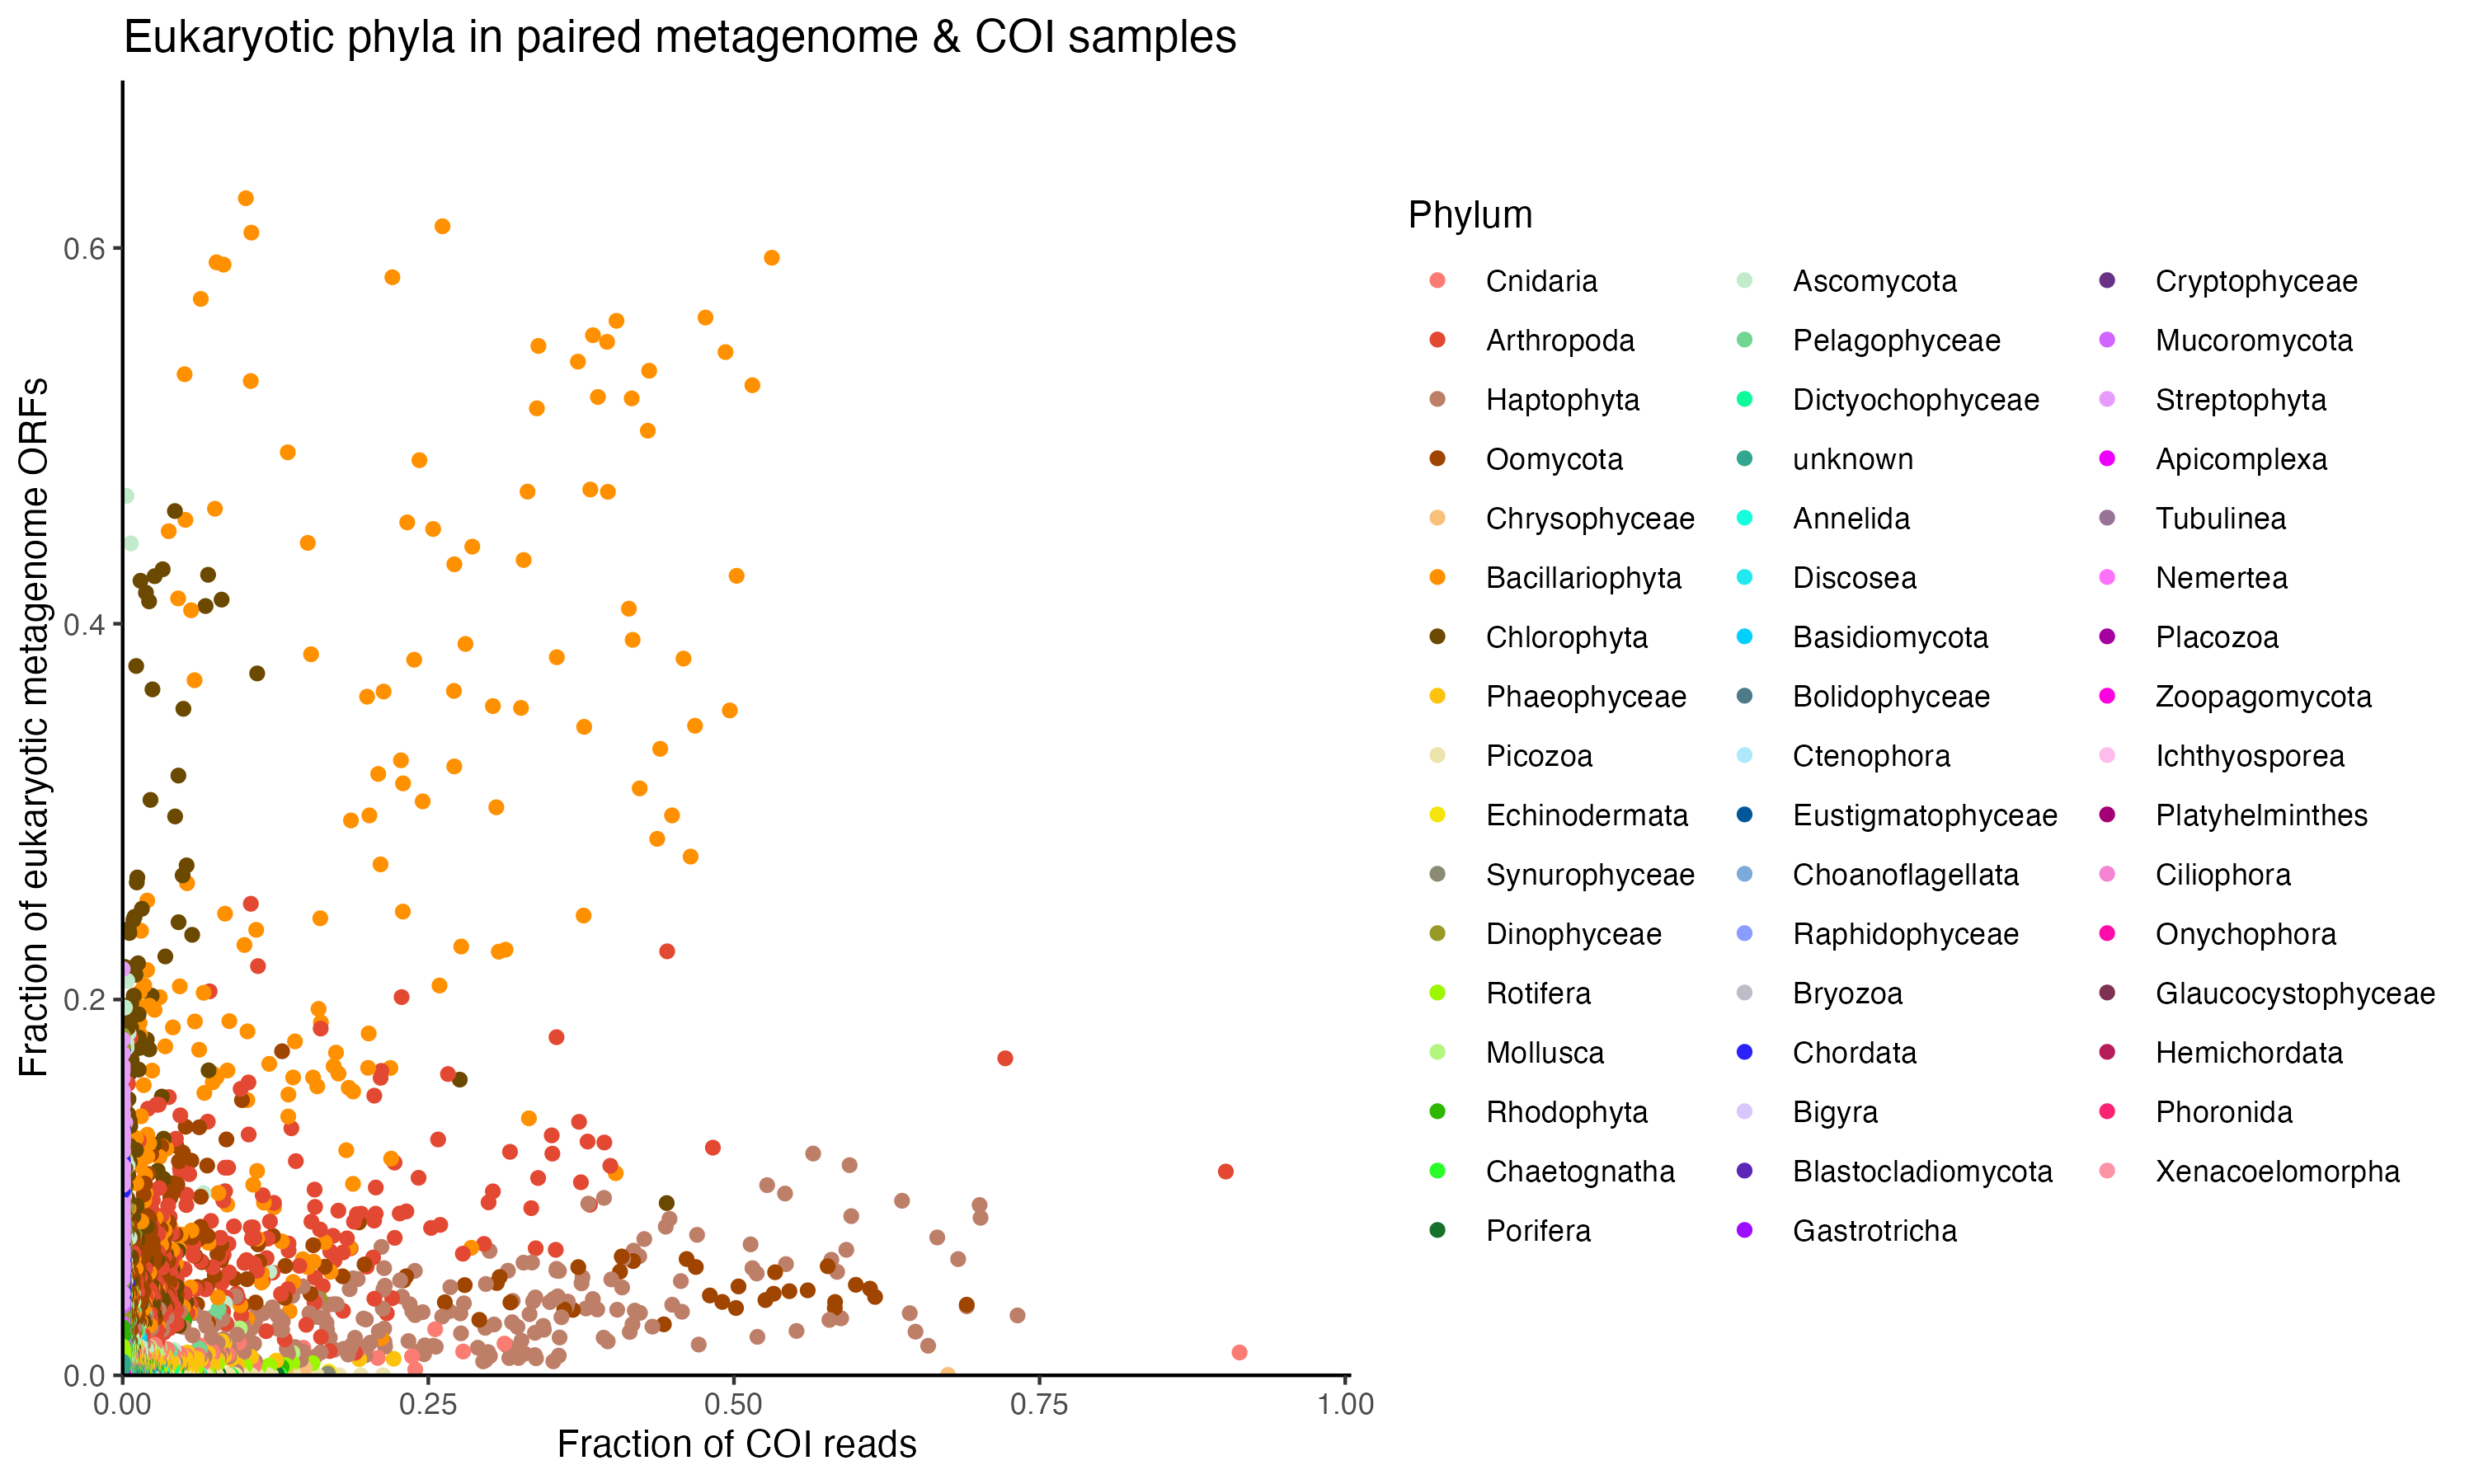 Eukaryotic phyla in paired metagenome & COI samples
Fraction of eukaryotic metagenome ORFs
0.6
0.4
0.2
0.0
0.00 0.25 0.50 0.75 1.00
Fraction of COI reads
Phylum
Cnidaria
Arthropoda
Haptophyta
Oomycota
Chrysophyceae
Bacillariophyta
Chlorophyta
Phaeophyceae
Picozoa
Echinodermata
Synurophyceae
Dinophyceae
Rotifera
Mollusca
Rhodophyta
Chaetognatha
Porifera
Ascomycota
Pelagophyceae
Dictyochophyceae
unknown
Annelida
Discosea
Basidiomycota
Bolidophyceae
Ctenophora
Eustigmatophyceae
Choanoflagellata
Raphidophyceae
Bryozoa
Chordata
Bigyra
Blastocladiomycota
Gastrotricha
Cryptophyceae
Mucoromycota
Streptophyta
Apicomplexa
Tubulinea
Nemertea
Placozoa
Zoopagomycota
Ichthyosporea
Platyhelminthes
Ciliophora
Onychophora
Glaucocystophyceae
Hemichordata
Phoronida
Xenacoelomorpha